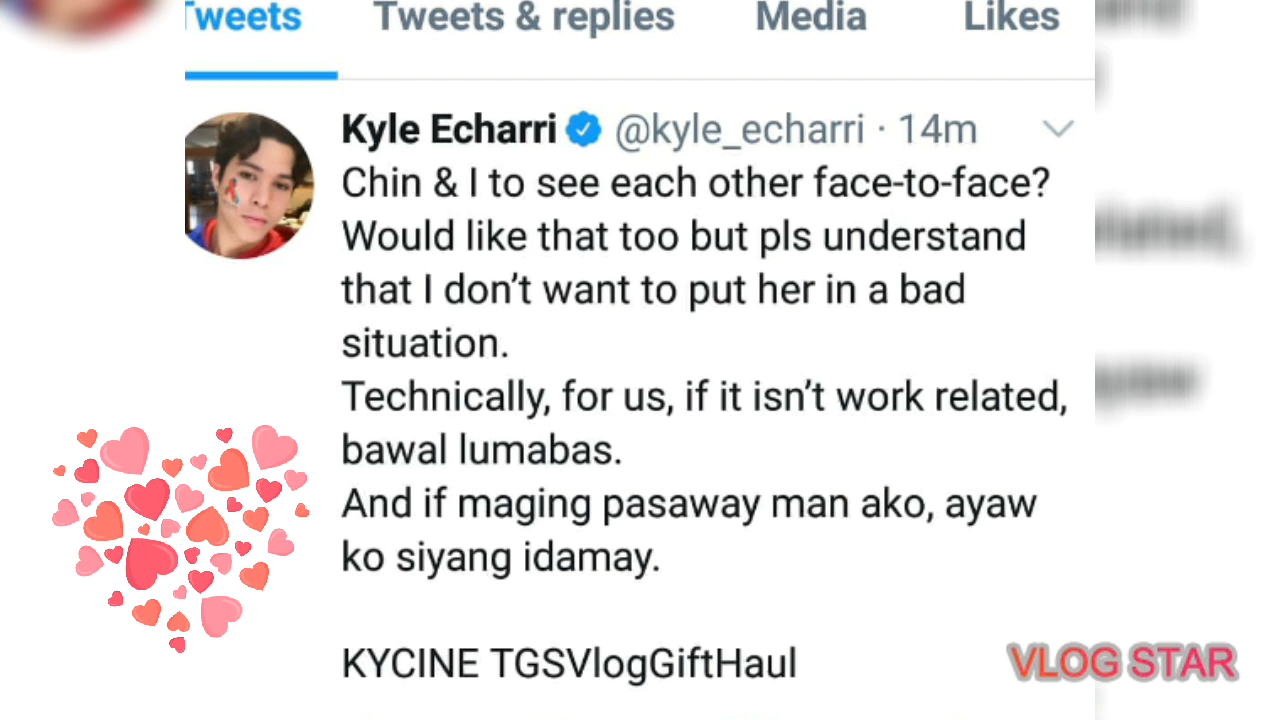 Tweets
Tweets & replies
Media
Likes
Kyle Echarri @kyle_echarri · 14m
Chin & I to see each other face-to-face?
Would like that too but pls understand
that I don’t want to put her in a bad
situation.
Technically, for us, if it isn’t work related,
bawal lumabas.
And if maging pasaway man ako, ayaw
ko siyang idamay.
KYCINE TGSVlogGiftHaul
VLOG STAR